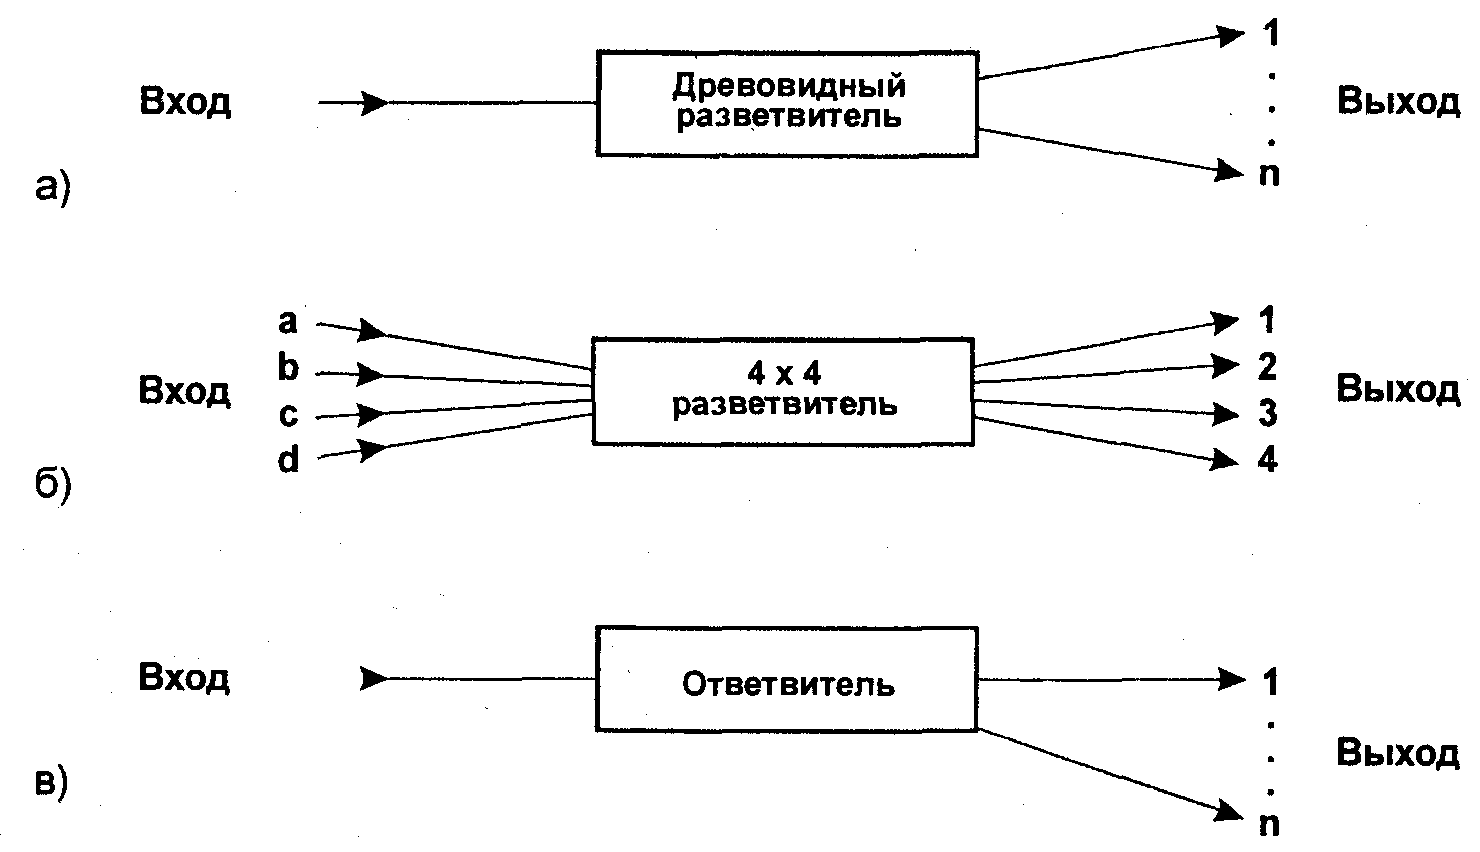 1
Древовидный
Вход
Выход
разветвитель
n
а)
a
1
b
4 x 4
2
Вход
Выход
c
разветвитель
3
d
4
б)
Вход
Ответвитель
1
Выход
в)
n